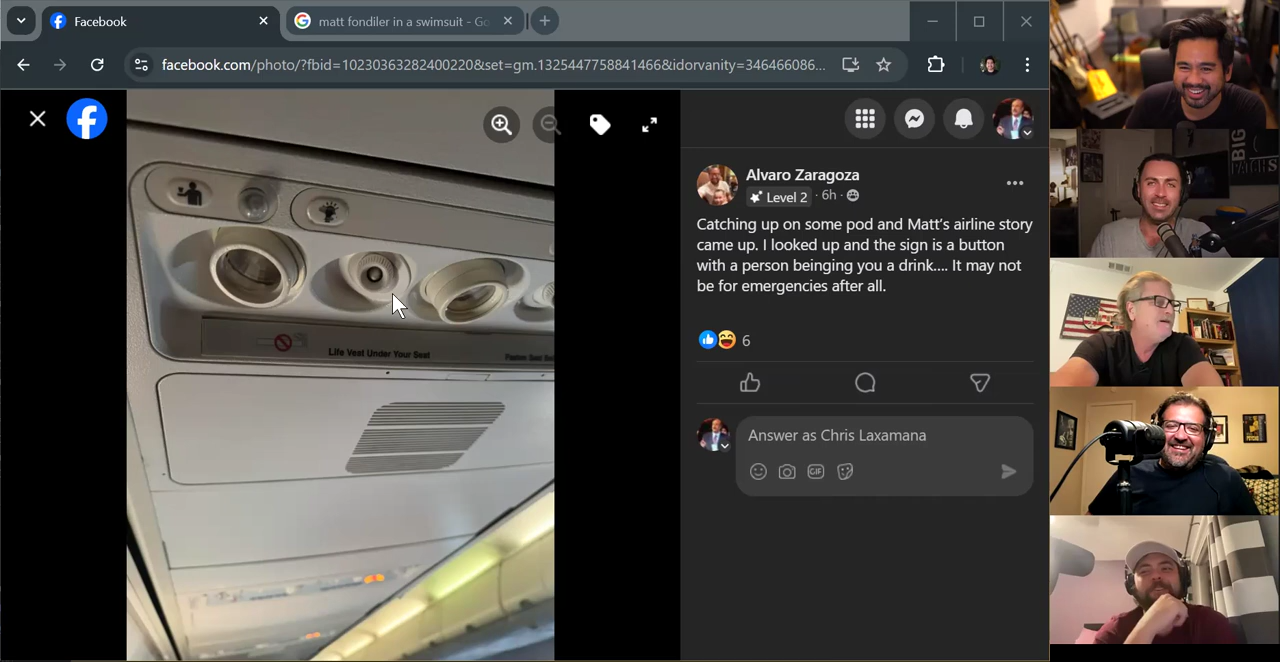 Facebook
matt fondiler in a swimsuit - Go
facebook.com/photo/?fbid=10230363282400220&set=gm.1325447758841466&idorvanity=346466086...
Alvaro Zaragoza
Level 2 · 6h ·
Catching up on some pod and Matt's airline story
came up. I looked up and the sign is a button
with a person beinging you a drink.... It may not
be for emergencies after all.
6
Answer as Chris Laxamana
GIF
Life Vest Under Your Seat
BIG
PATCHES